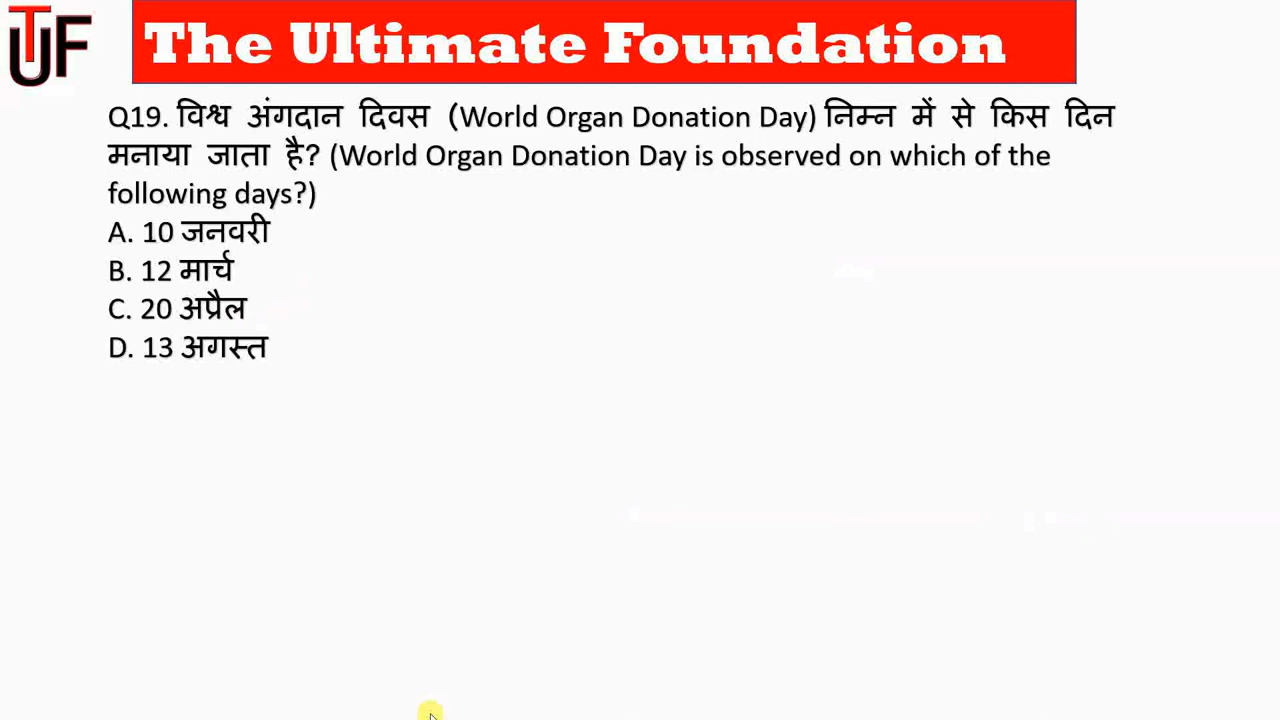 TUF
The Ultimate Foundation
Q19. विश्व अंगदान दिवस (World Organ Donation Day) निम्न में से किस दिन
मनाया जाता है? (World Organ Donation Day is observed on which of the
following days?)
A. 10 जनवरी
B. 12 मार्च
C. 20 अप्रैल
D. 13 अगस्त